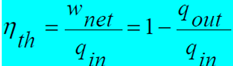 η_th = w_net / q_in = 1 − q_out / q_in